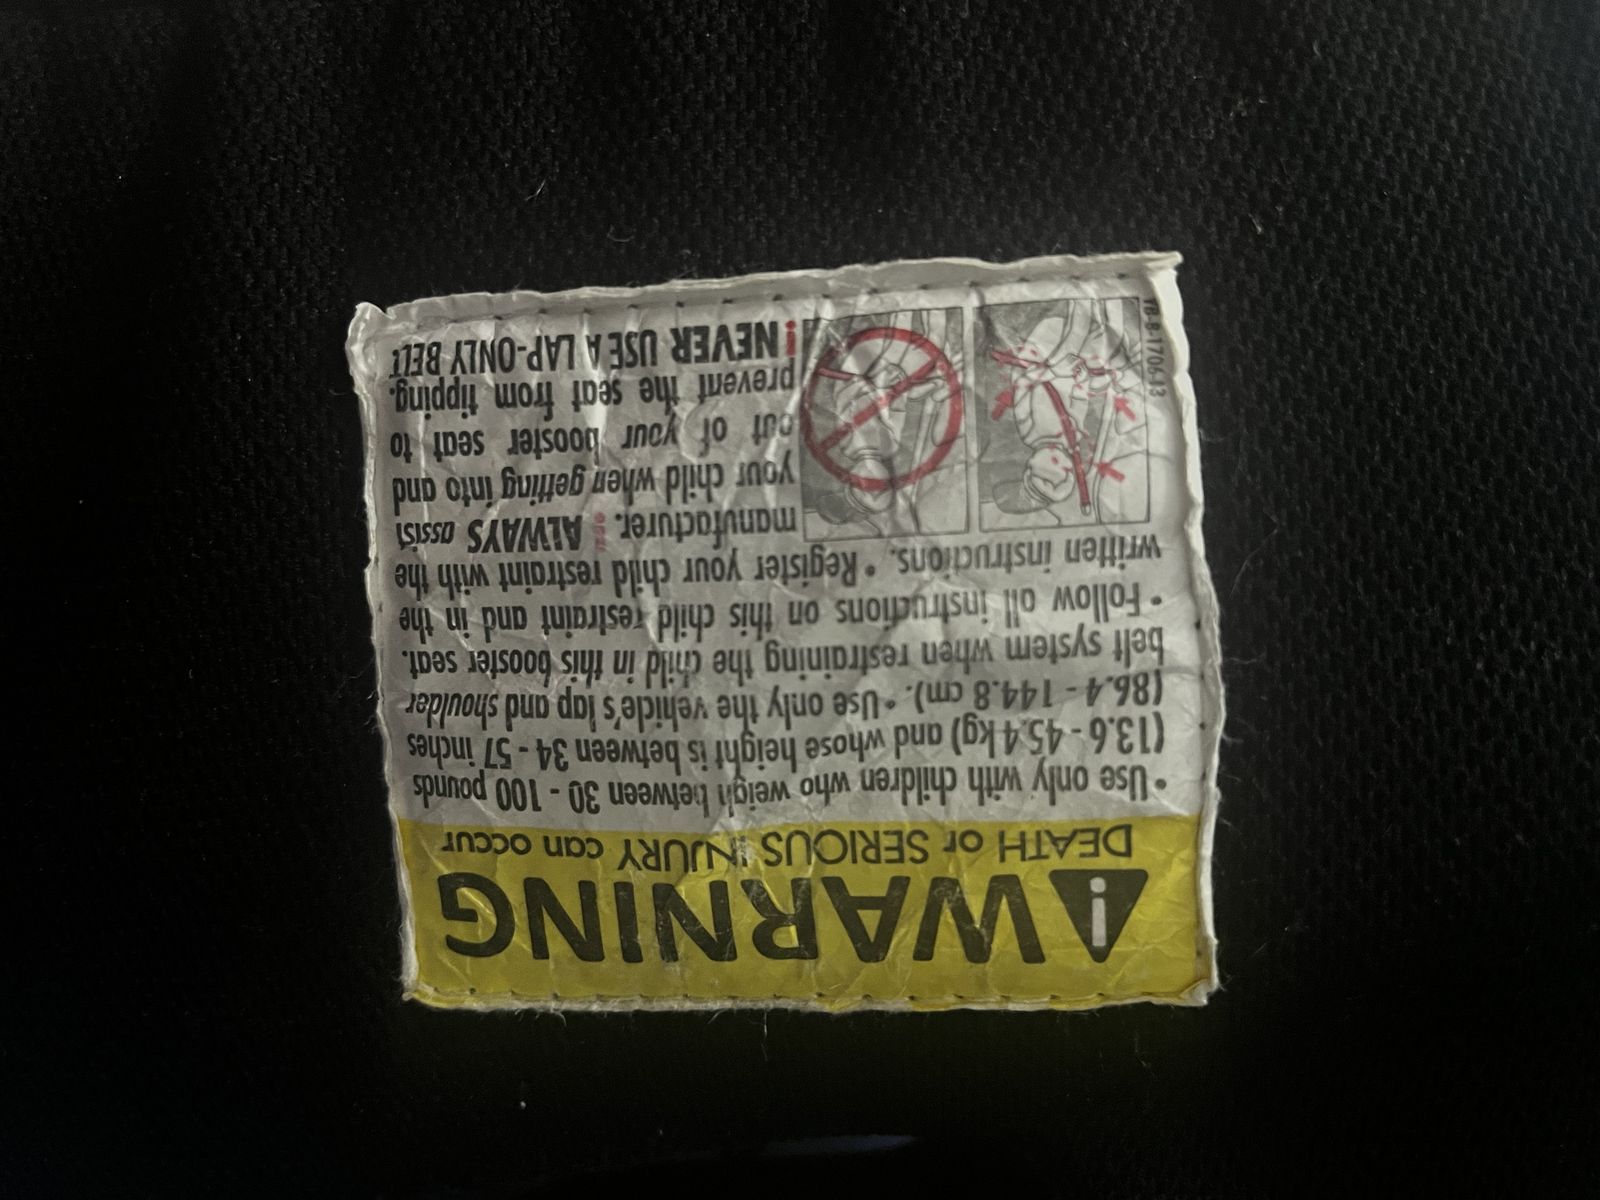 WARNING
DEATH or SERIOUS INJURY can occur
• Use only with children who weigh between 30 - 100 pounds
(13.6 - 45.4 kg) and whose height is between 34 - 57 inches
(86.4 - 144.8 cm). • Use only the vehicle's lap and shoulder
belt system when restraining the child in this booster seat.
• Follow all instructions on this child restraint and in the
written instructions. • Register your child restraint with the
manufacturer. ! ALWAYS assist
your child when getting into and
out of your booster seat to
prevent the seat from tipping.
! NEVER USE A LAP-ONLY BELT